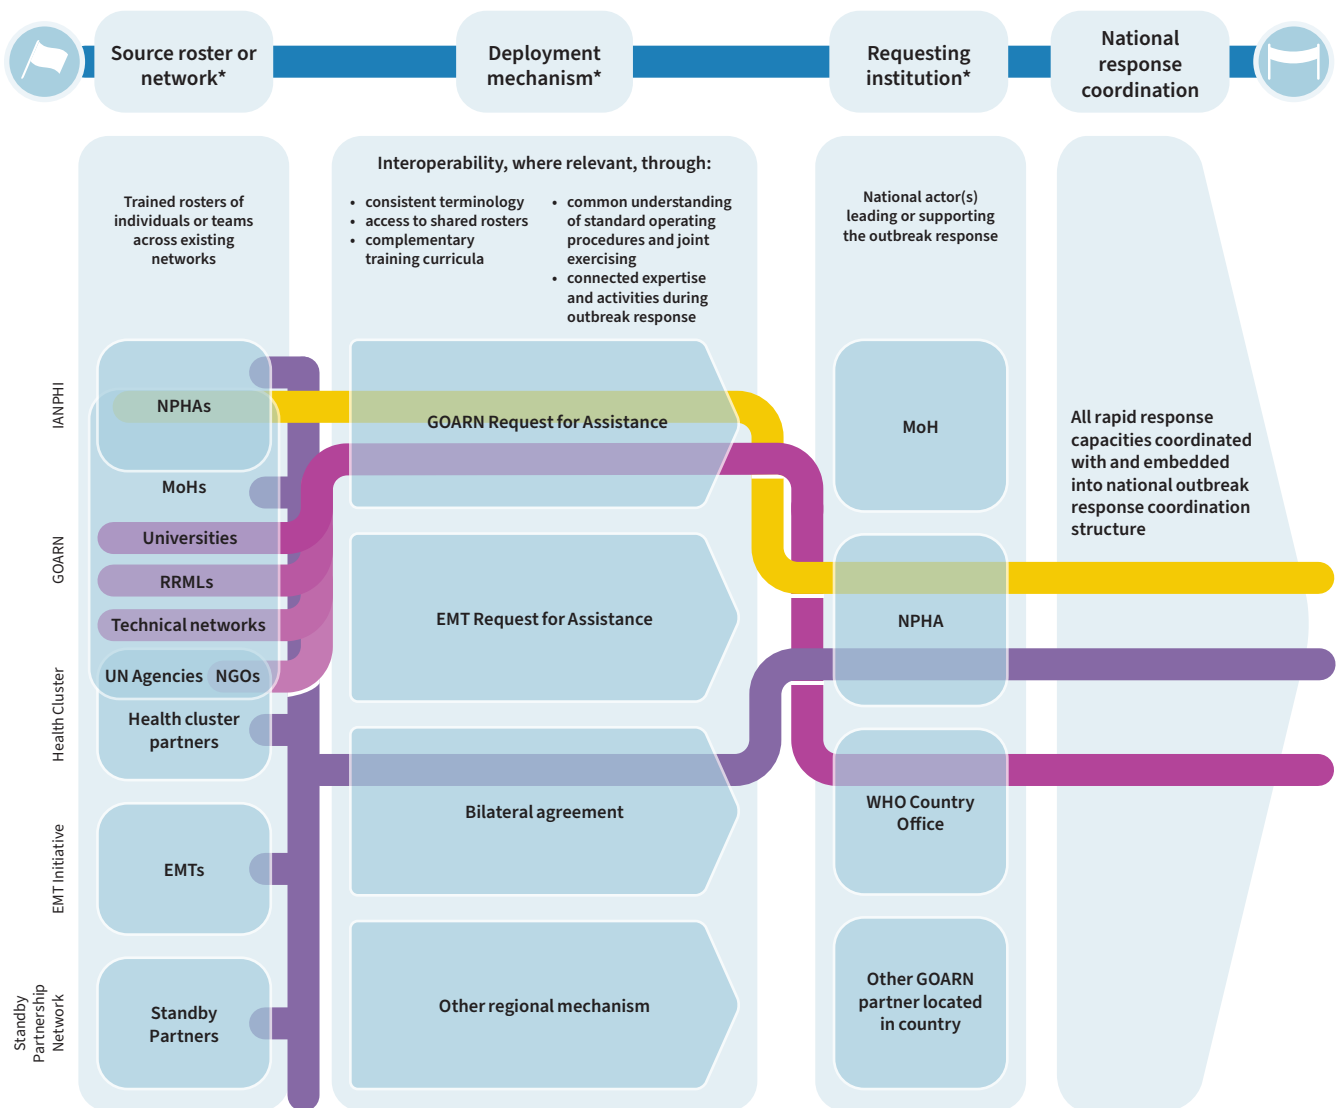 Source roster or
network*
Deployment
mechanism*
Requesting
institution*
National
response
coordination
Trained rosters of
individuals or teams
across existing
networks
Interoperability, where relevant, through:
• consistent terminology
• access to shared rosters
• complementary
training curricula
• common understanding
of standard operating
procedures and joint
exercising
• connected expertise
and activities during
outbreak response
National actor(s)
leading or supporting
the outbreak response
IANPHI
GOARN
Health Cluster
EMT Initiative
Standby
Partnership
Network
NPHAs
MoHs
Universities
RRMLs
Technical networks
UN Agencies
NGOs
Health cluster
partners
EMTs
Standby
Partners
GOARN Request for Assistance
EMT Request for Assistance
Bilateral agreement
Other regional mechanism
MoH
NPHA
WHO Country
Office
Other GOARN
partner located
in country
All rapid response
capacities coordinated
with and embedded
into national outbreak
response coordination
structure